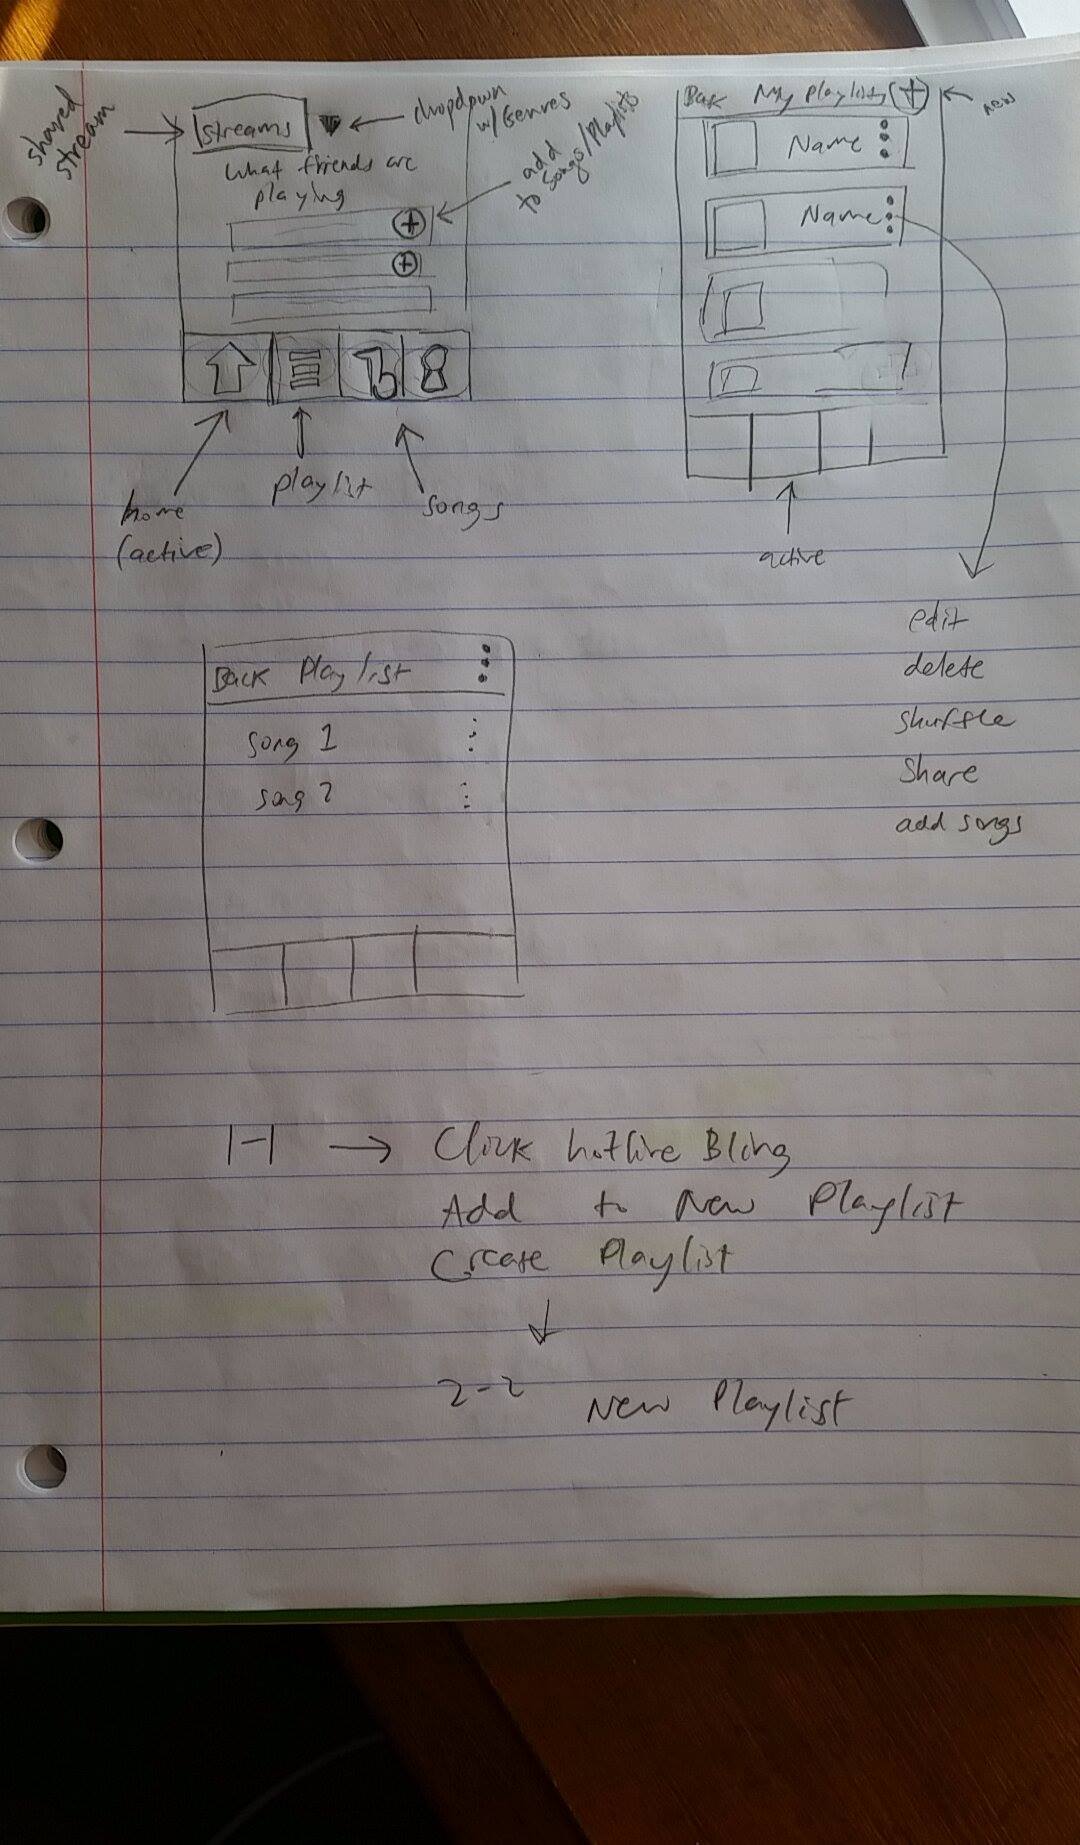 shared
stream
streams
dropdown
w/Genres
What friends are
playing
add
to songs/Playlists
home
(active)
playlist
songs
Back My Playlists (+)
new
Name
Name
active
edit
delete
shuffle
share
add songs
Back Playlist
song 1
song 2
1-1 → Click hotline Bling
Add to New Playlist
Create Playlist
2-2 New Playlist